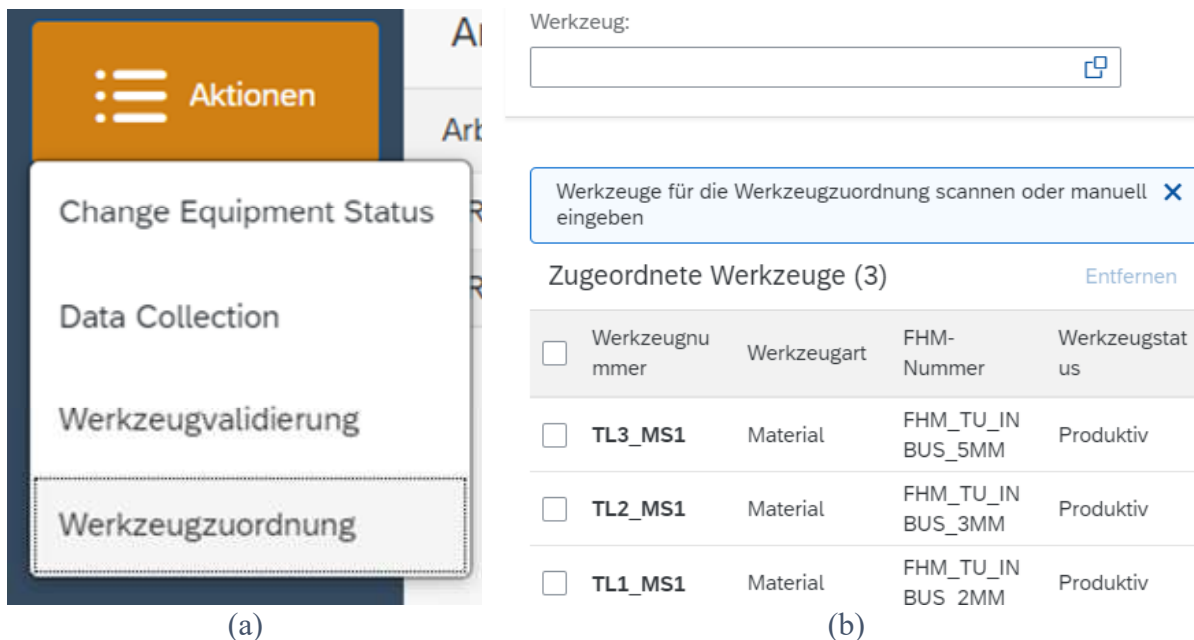 Aktionen
Change Equipment Status
Data Collection
Werkzeugvalidierung
Werkzeugzuordnung
(a)
Werkzeug:
Werkzeuge für die Werkzeugzuordnung scannen oder manuell
eingeben
Zugeordnete Werkzeuge (3)
Entfernen
Werkzeugnu
mmer
Werkzeugart
FHM-
Nummer
Werkzeugstat
us
TL3_MS1
Material
FHM_TU_IN
BUS_5MM
Produktiv
TL2_MS1
Material
FHM_TU_IN
BUS_3MM
Produktiv
TL1_MS1
Material
FHM_TU_IN
BUS_2MM
Produktiv
(b)